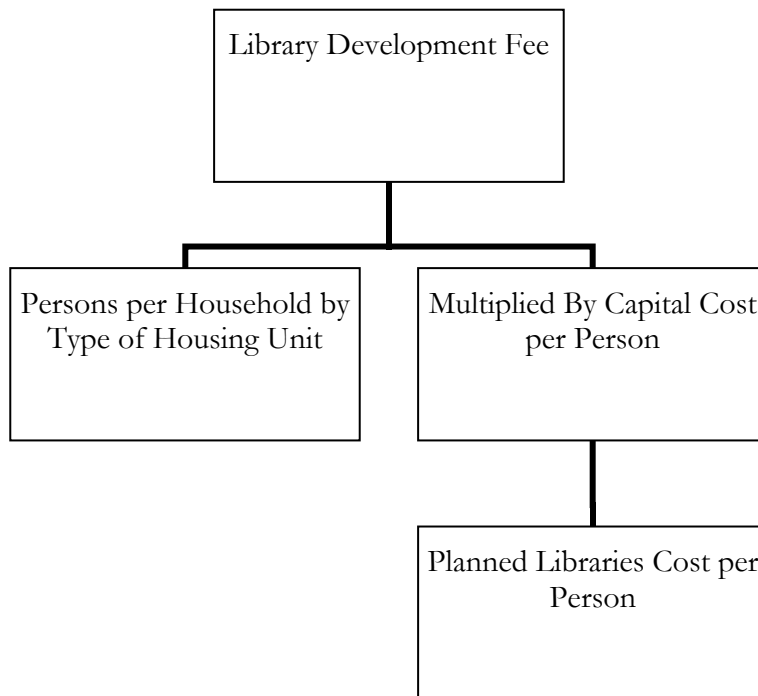 Library Development Fee
Persons per Household by
Type of Housing Unit
Multiplied By Capital Cost
per Person
Planned Libraries Cost per
Person